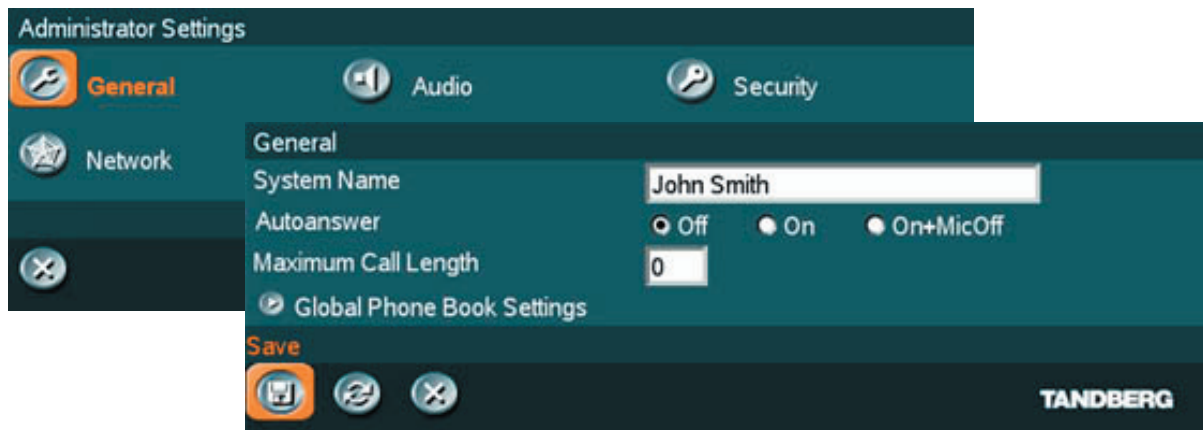 Administrator Settings
General Audio Security
Network
General
System Name John Smith
Autoanswer Off On On+MicOff
Maximum Call Length 0
Global Phone Book Settings
Save
TANDBERG